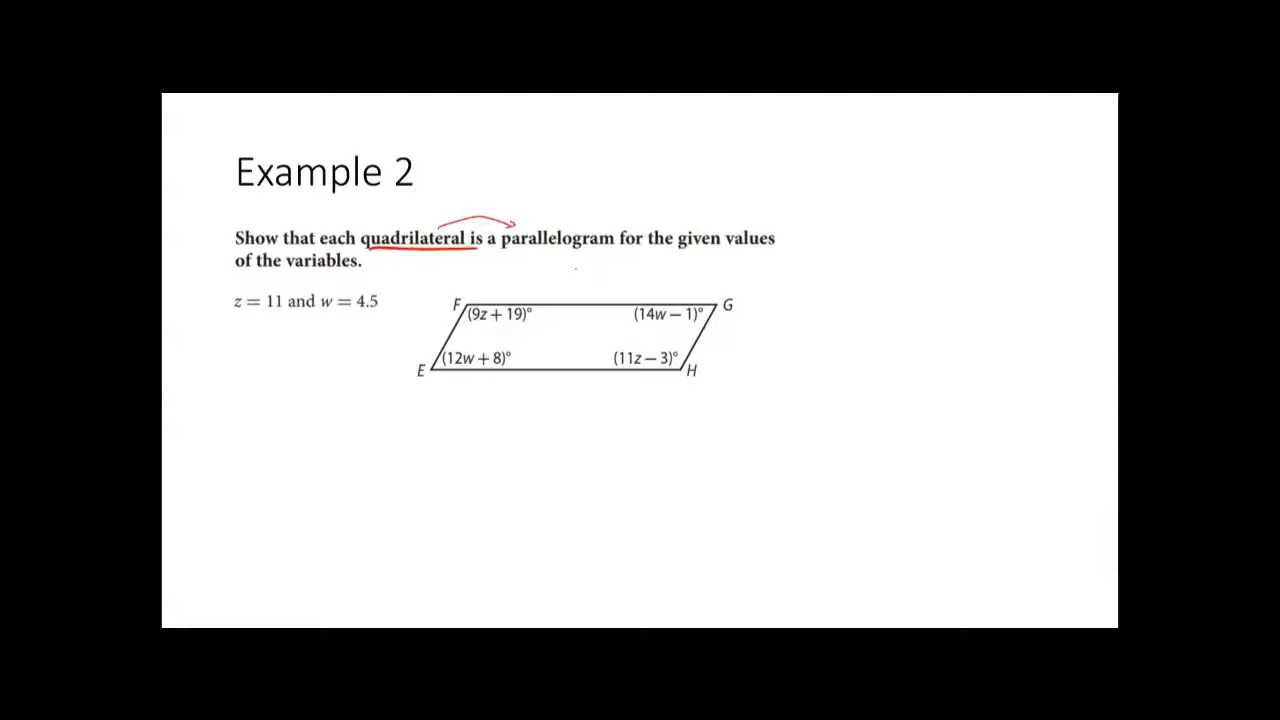 Example 2
Show that each quadrilateral is a parallelogram for the given values
of the variables.
z = 11 and w = 4.5
F
G
(9z + 19)°
(14w – 1)°
(12w + 8)°
(11z – 3)°
E
H